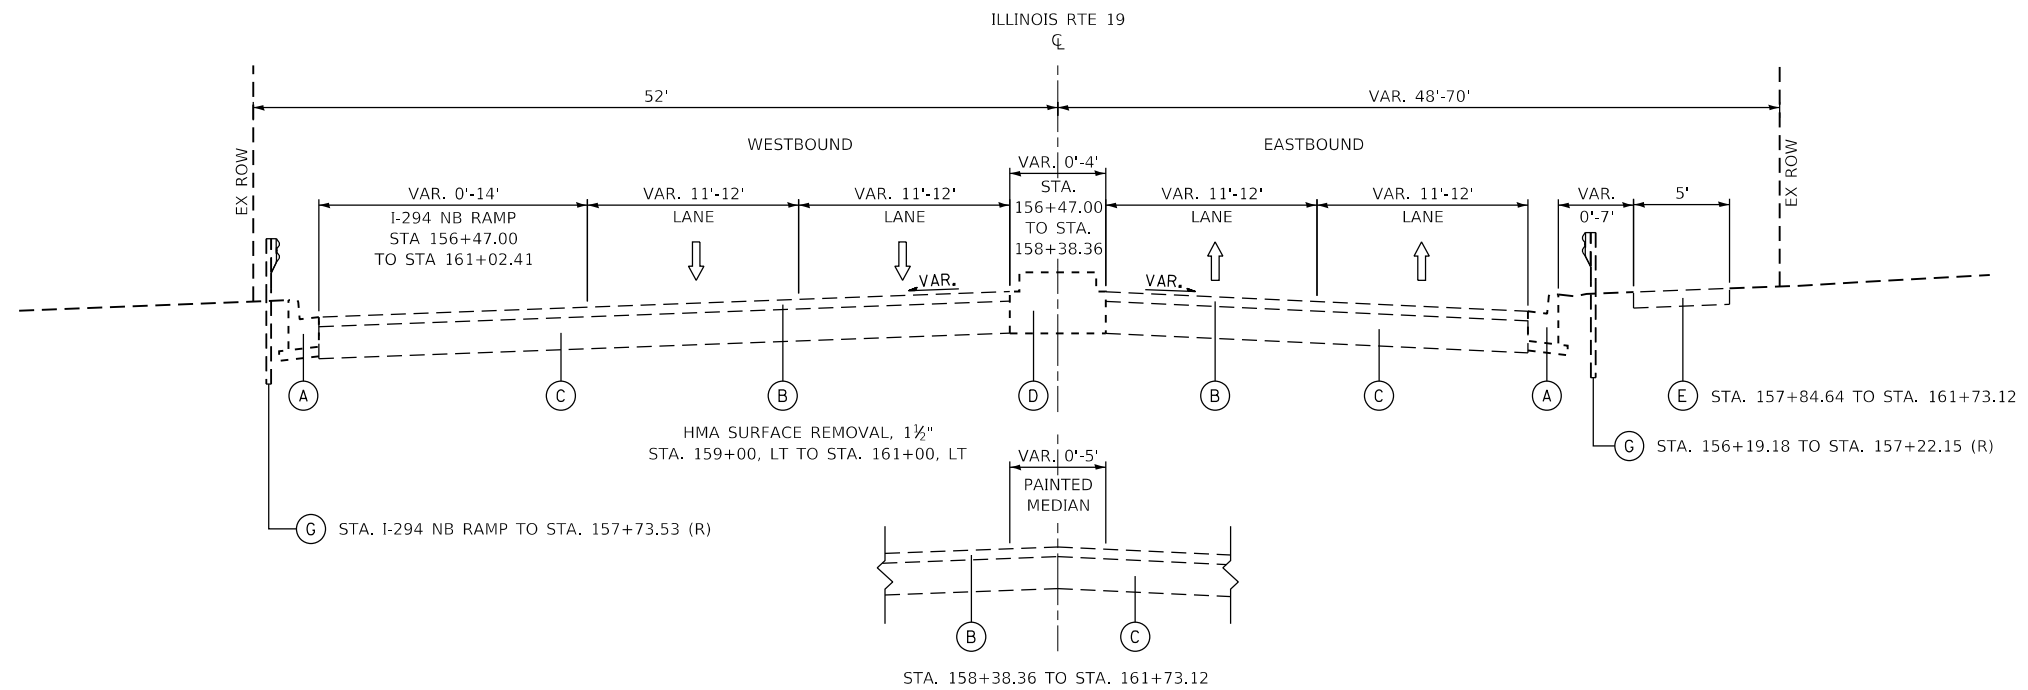 ILLINOIS RTE 19
℄
52'
VAR. 48'-70'
EX ROW
WESTBOUND
EASTBOUND
EX ROW
VAR. 0'-14'
I-294 NB RAMP
STA 156+47.00
TO STA 161+02.41
VAR. 11'-12'
LANE
VAR. 11'-12'
LANE
VAR. 0'-4'
STA.
156+47.00
TO STA.
158+38.36
VAR. 11'-12'
LANE
VAR. 11'-12'
LANE
VAR.
0'-7'
5'
VAR.
VAR.
A
C
B
D
B
C
A
E STA. 157+84.64 TO STA. 161+73.12
HMA SURFACE REMOVAL, 1½"
STA. 159+00, LT TO STA. 161+00, LT
G STA. 156+19.18 TO STA. 157+22.15 (R)
VAR. 0'-5'
PAINTED
MEDIAN
G STA. I-294 NB RAMP TO STA. 157+73.53 (R)
B
C
STA. 158+38.36 TO STA. 161+73.12